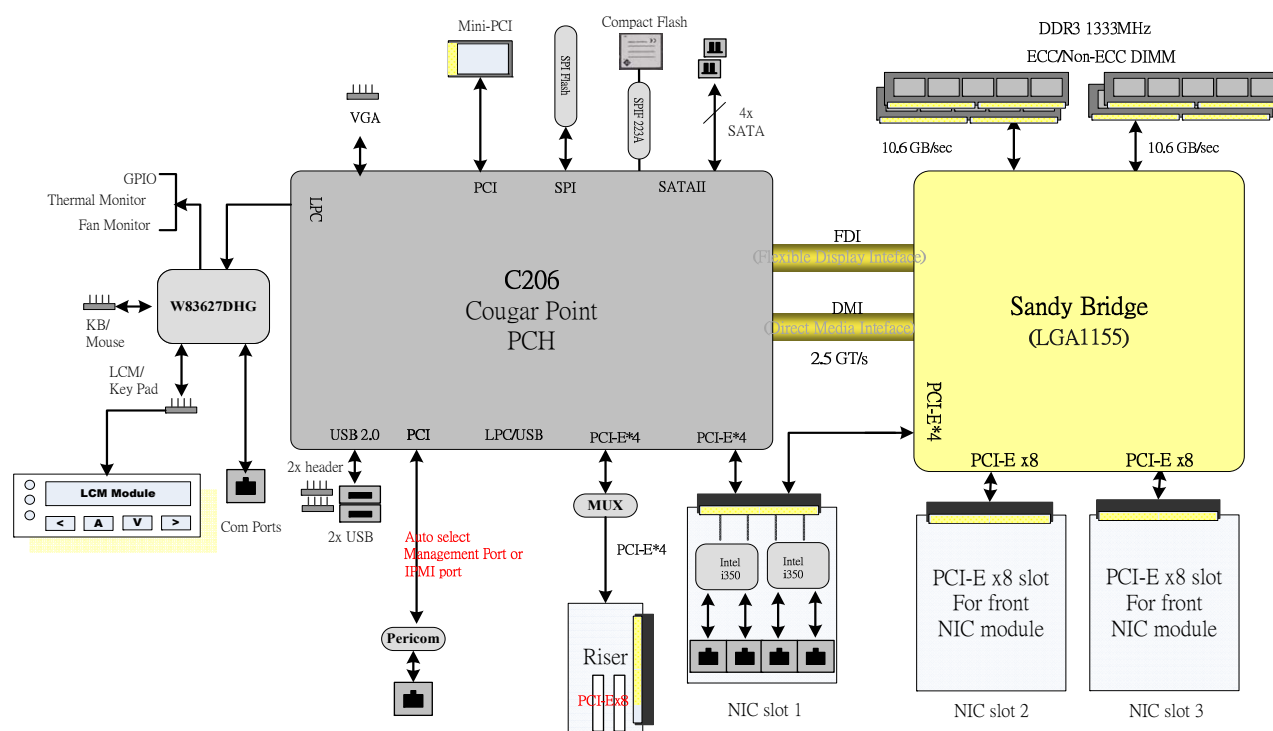 Mini-PCI
Compact Flash
DDR3 1333MHz
ECC/Non-ECC DIMM
SPI Flash
SPIF 223A
4x
SATA
VGA
10.6 GB/sec
10.6 GB/sec
GPIO
Thermal Monitor
Fan Monitor
LPC
PCI
SPI
SATAII
FDI
(Flexible Display Inteface)
C206
Cougar Point
PCH
DMI
(Direct Media Inteface)
2.5 GT/s
Sandy Bridge
(LGA1155)
W83627DHG
KB/
Mouse
LCM/
Key Pad
PCI-E*4
USB 2.0
PCI
LPC/USB
PCI-E*4
PCI-E*4
PCI-E x8
PCI-E x8
2x header
2x USB
LCM Module
< A V >
Com Ports
MUX
PCI-E*4
Auto select
Management Port or
IPMI port
Intel
i350
Intel
i350
PCI-E x8 slot
For front
NIC module
PCI-E x8 slot
For front
NIC module
Pericom
Riser
PCI-Ex8
NIC slot 1
NIC slot 2
NIC slot 3